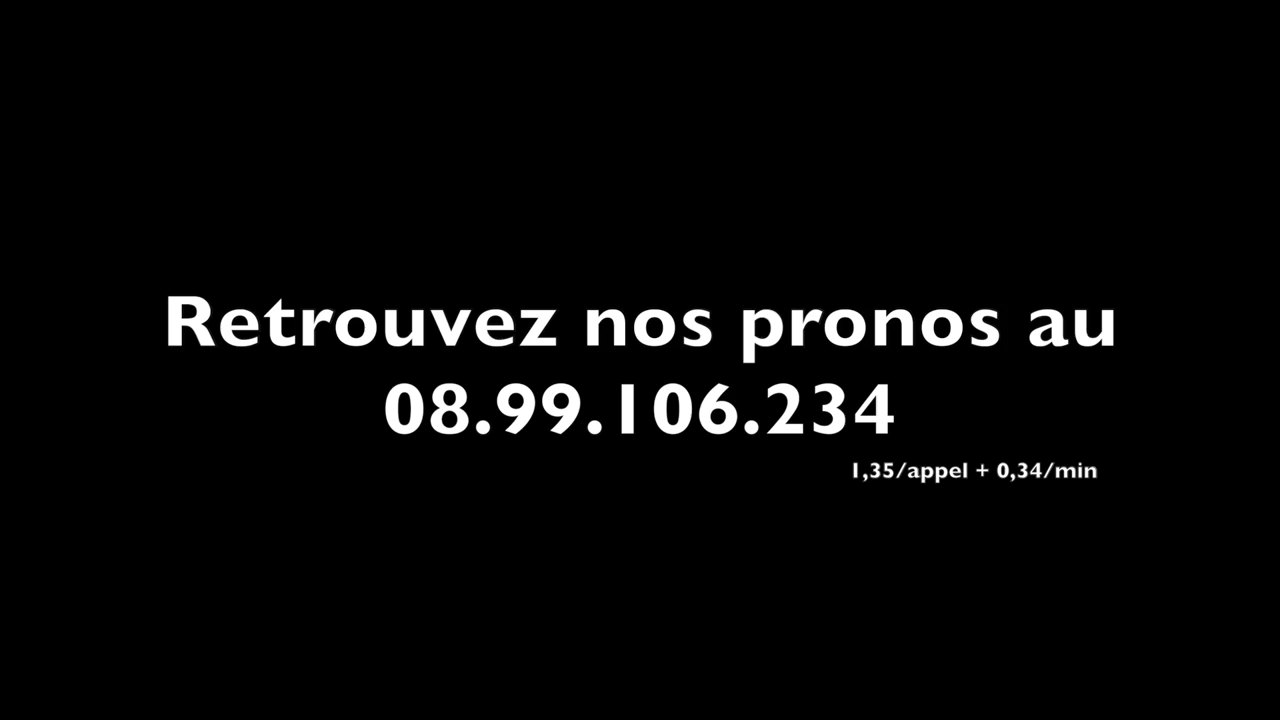 Retrouvez nos pronos au
08.99.106.234
1,35/appel + 0,34/min